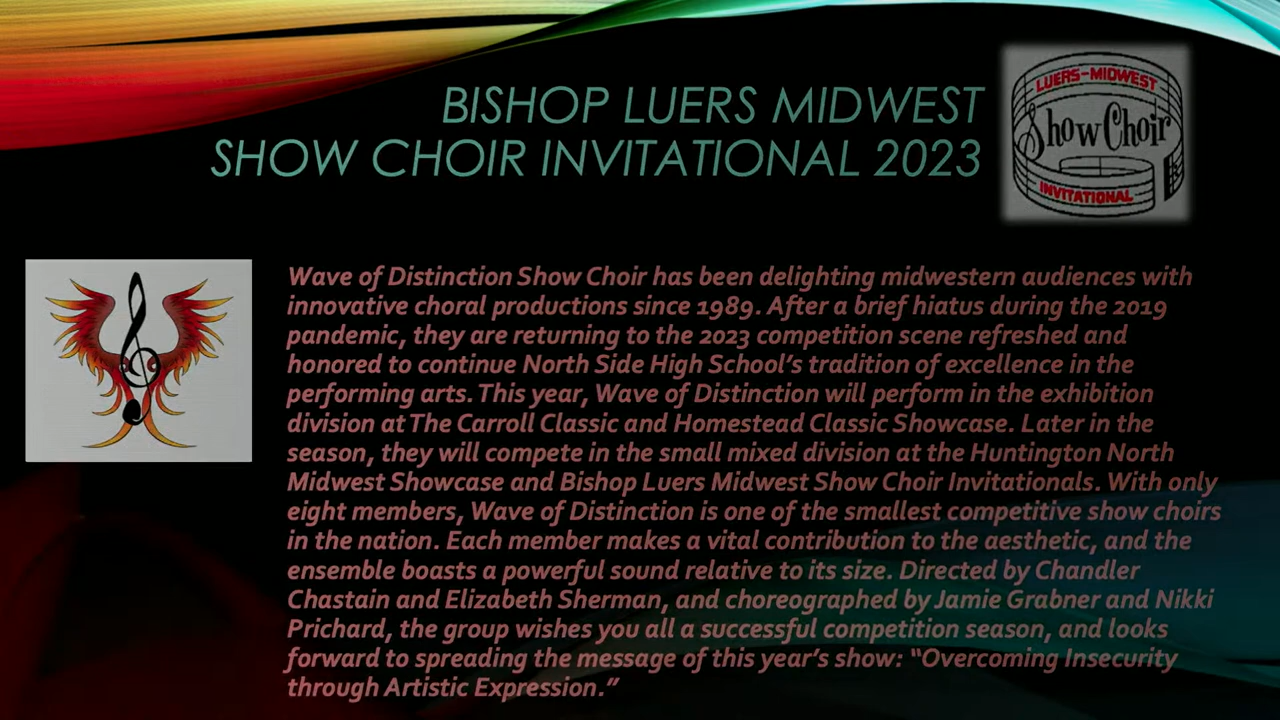 BISHOP LUERS MIDWEST
SHOW CHOIR INVITATIONAL 2023
LUERS-MIDWEST
Show Choir
INVITATIONAL
Wave of Distinction Show Choir has been delighting midwestern audiences with
innovative choral productions since 1989. After a brief hiatus during the 2019
pandemic, they are returning to the 2023 competition scene refreshed and
honored to continue North Side High School's tradition of excellence in the
performing arts. This year, Wave of Distinction will perform in the exhibition
division at The Carroll Classic and Homestead Classic Showcase. Later in the
season, they will compete in the small mixed division at the Huntington North
Midwest Showcase and Bishop Luers Midwest Show Choir Invitationals. With only
eight members, Wave of Distinction is one of the smallest competitive show choirs
in the nation. Each member makes a vital contribution to the aesthetic, and the
ensemble boasts a powerful sound relative to its size. Directed by Chandler
Chastain and Elizabeth Sherman, and choreographed by Jamie Grabner and Nikki
Prichard, the group wishes you all a successful competition season, and looks
forward to spreading the message of this year's show: “Overcoming Insecurity
through Artistic Expression.”